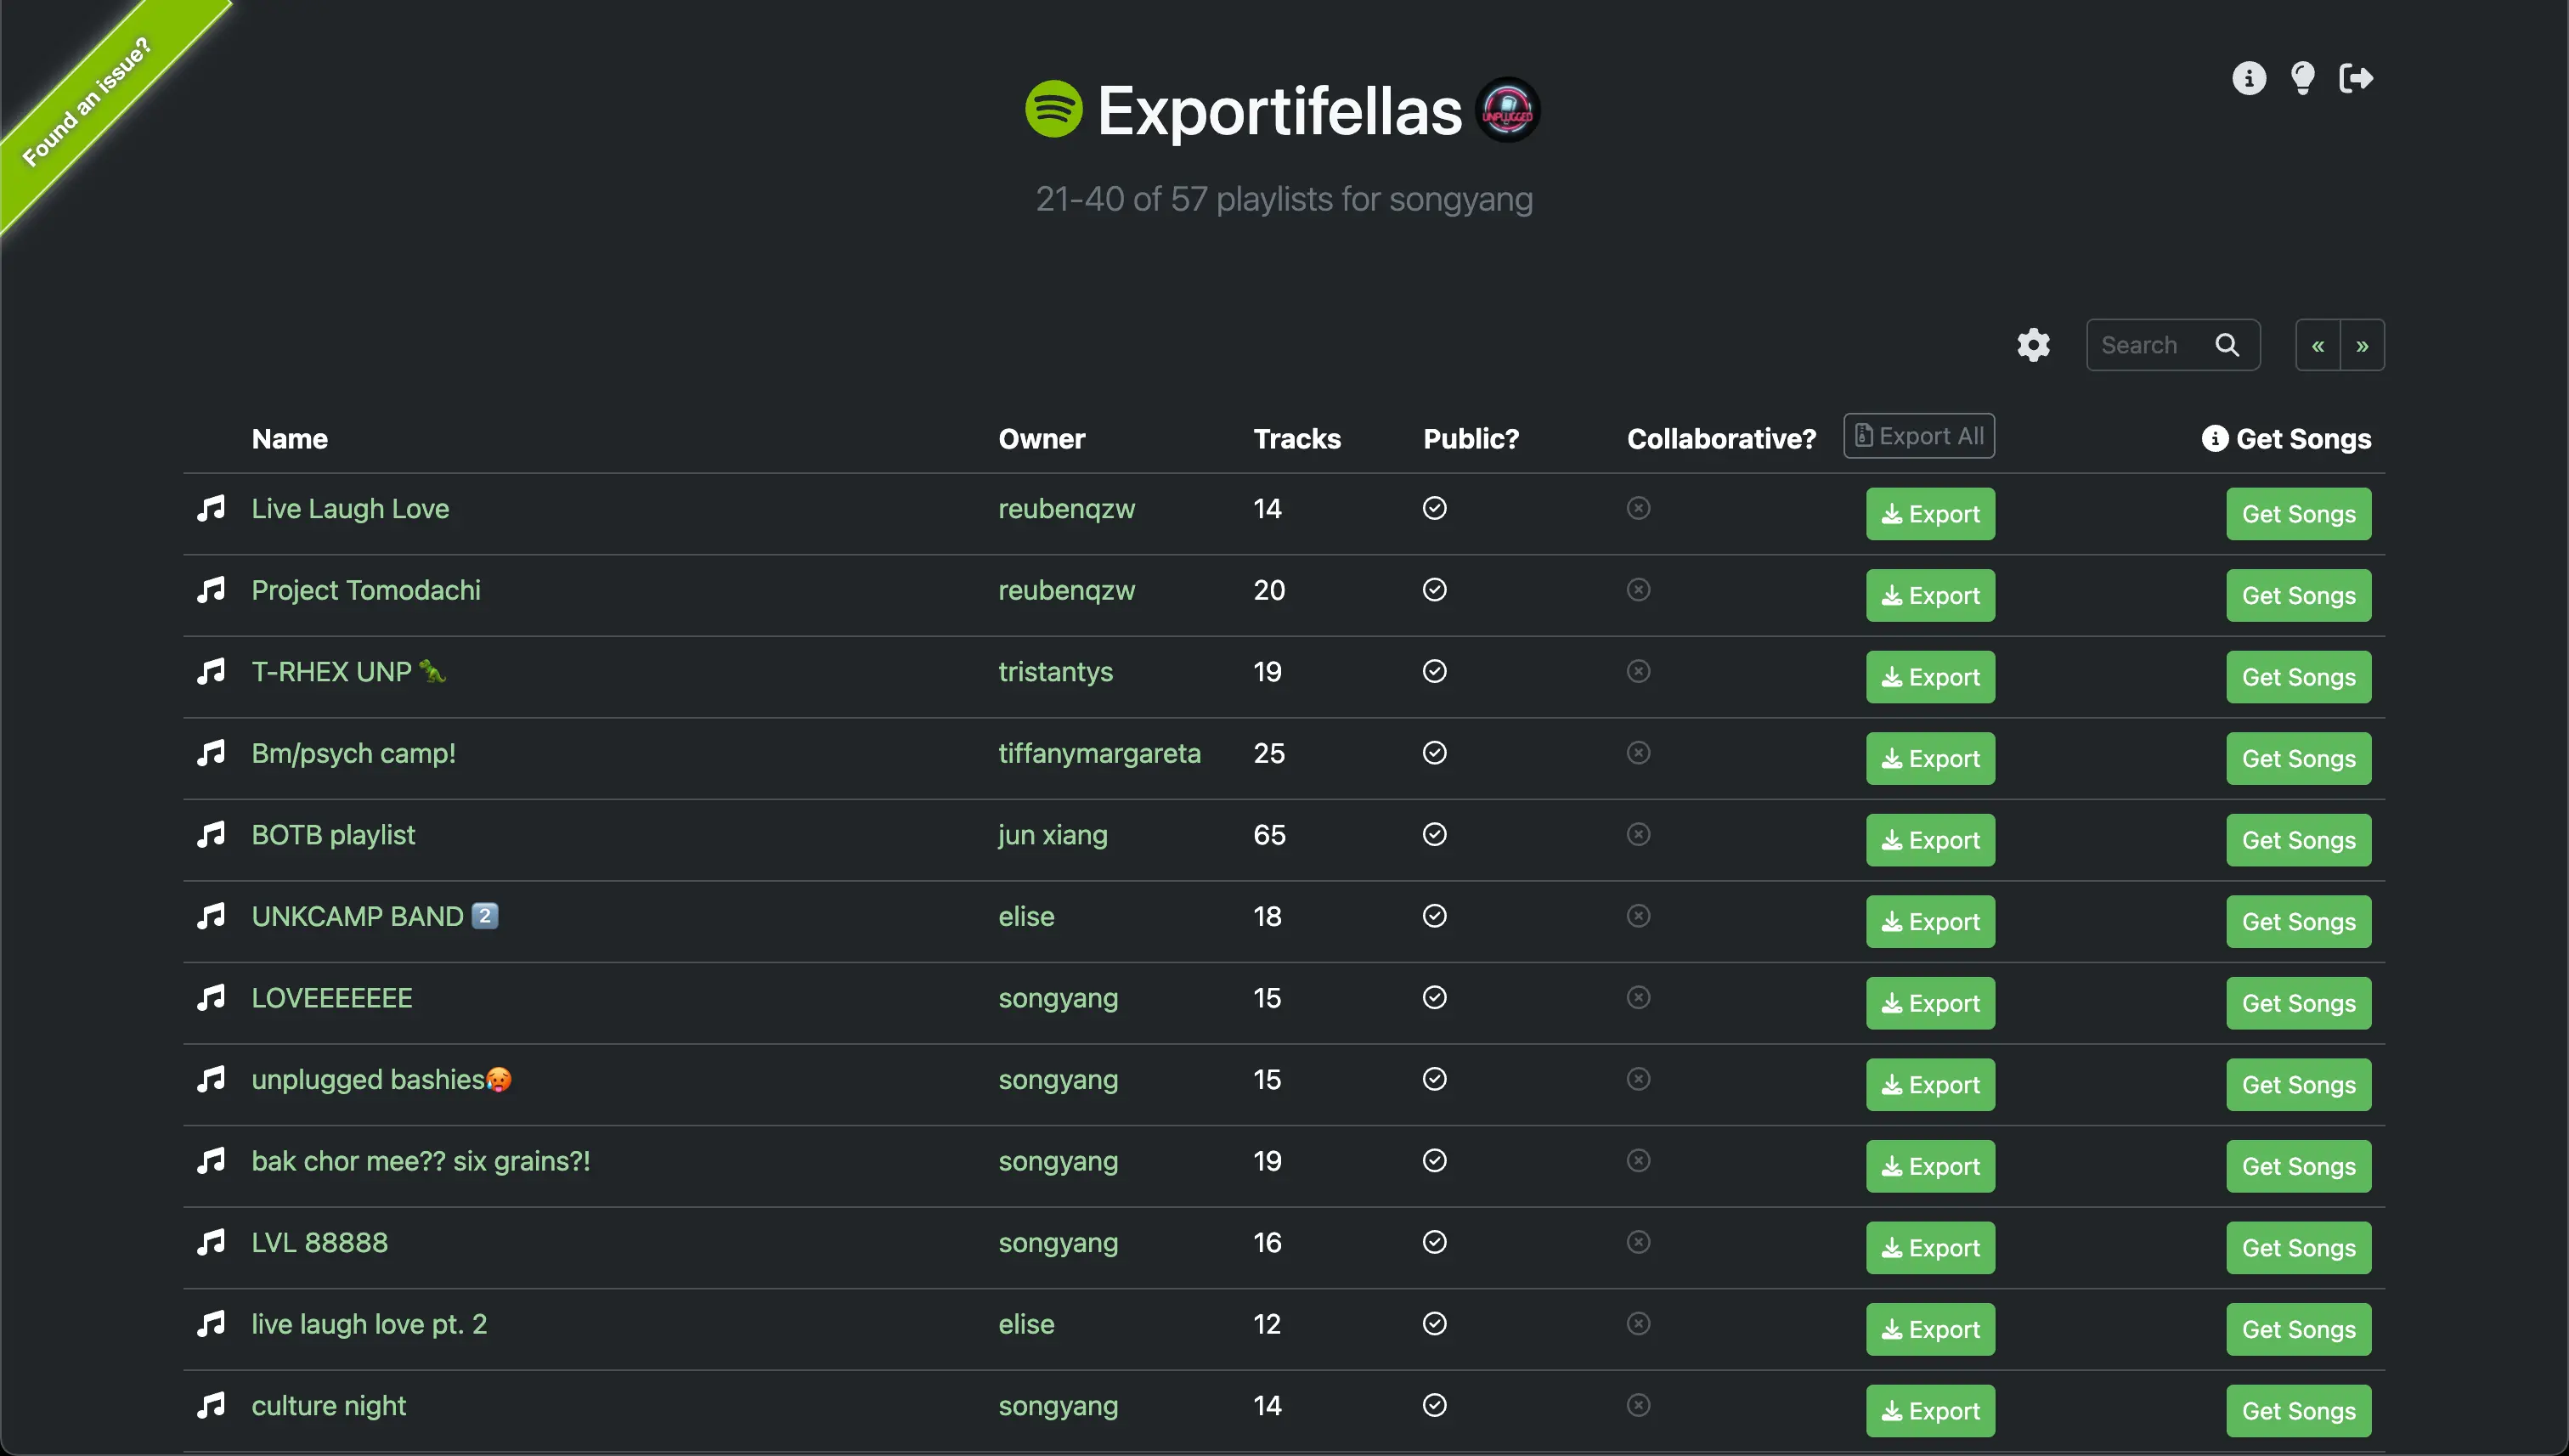 Found an issue?
Exportifellas UNPLUGGED
21-40 of 57 playlists for songyang
Search « »
Name Owner Tracks Public? Collaborative? Export All Get Songs
Live Laugh Love reubenqzw 14 Export Get Songs
Project Tomodachi reubenqzw 20 Export Get Songs
T-RHEX UNP 🦖 tristantys 19 Export Get Songs
Bm/psych camp! tiffanymargareta 25 Export Get Songs
BOTB playlist jun xiang 65 Export Get Songs
UNKCAMP BAND 2️⃣ elise 18 Export Get Songs
LOVEEEEEEE songyang 15 Export Get Songs
unplugged bashies🥵 songyang 15 Export Get Songs
bak chor mee?? six grains?! songyang 19 Export Get Songs
LVL 88888 songyang 16 Export Get Songs
live laugh love pt. 2 elise 12 Export Get Songs
culture night songyang 14 Export Get Songs